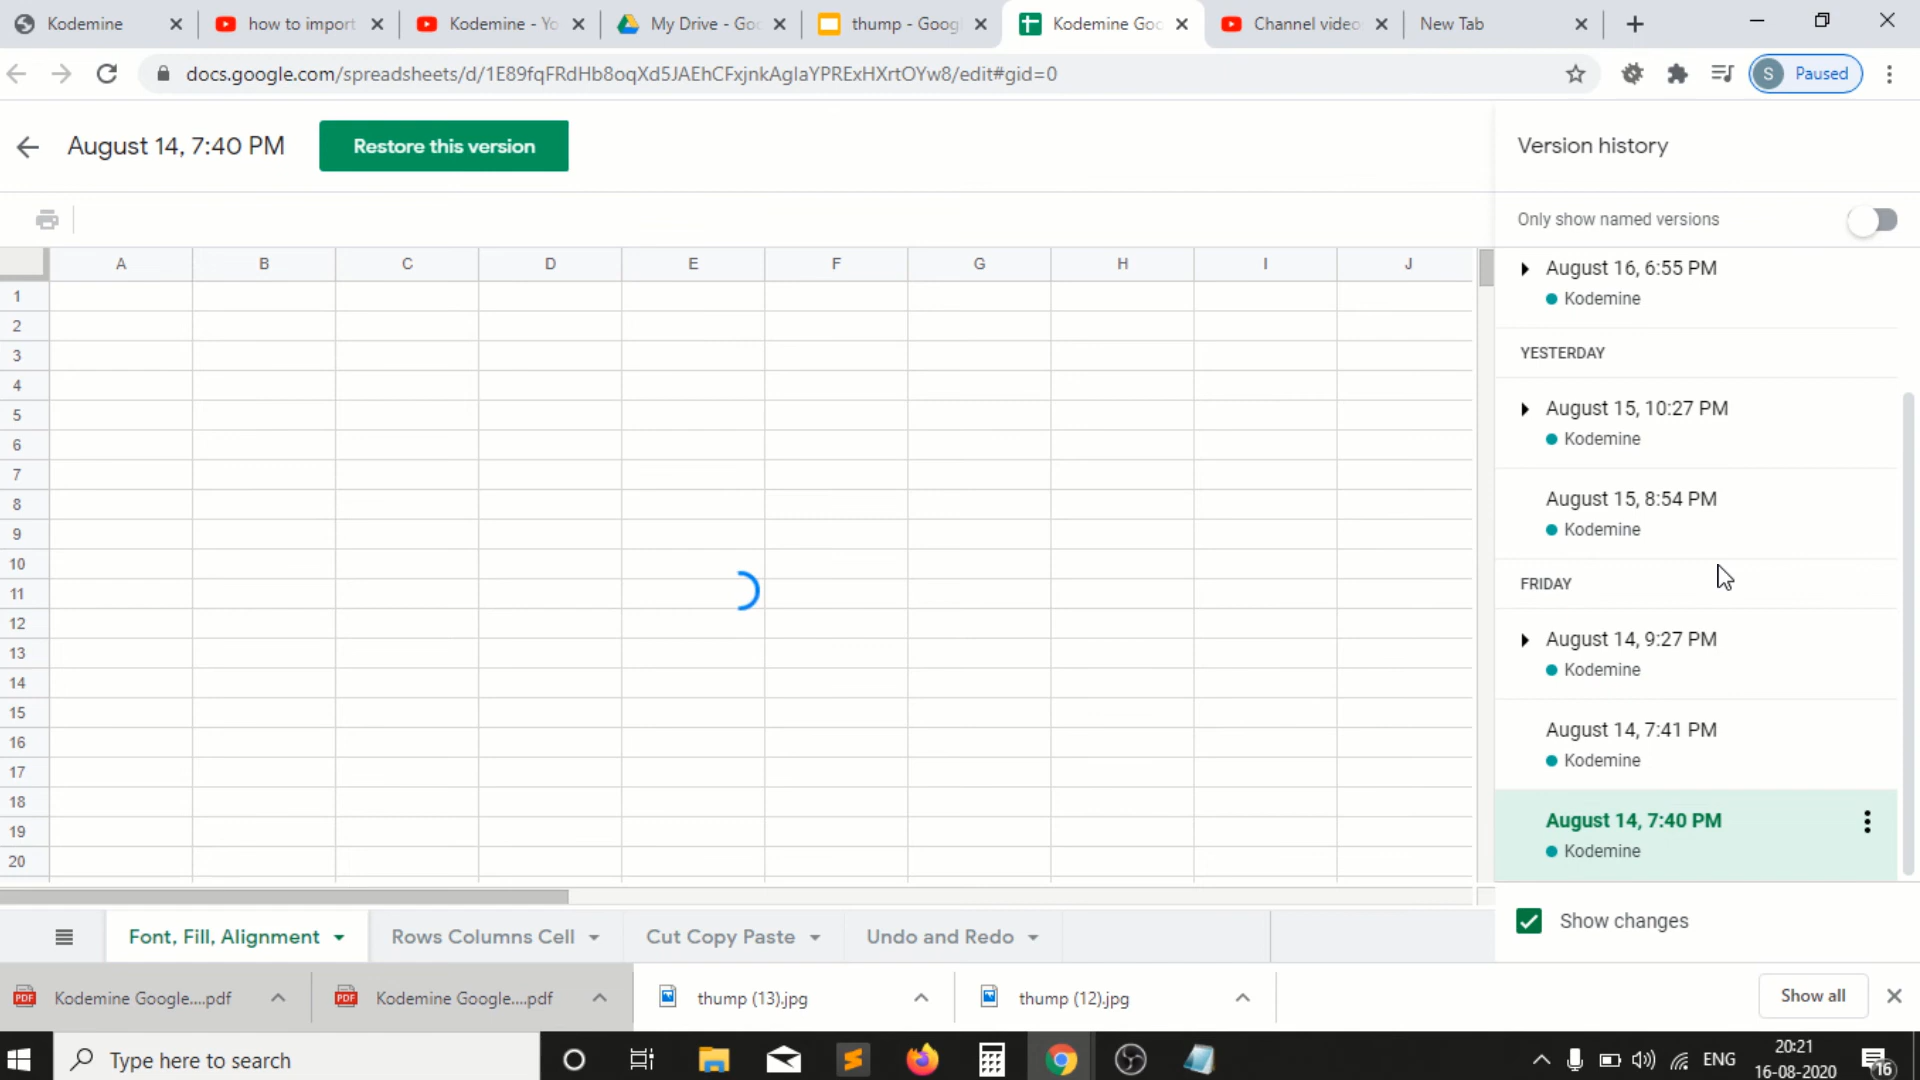 Kodemine
how to import
Kodemine - Yo
My Drive - Goo
thump - Googl
Kodemine Goo
Channel video
New Tab
docs.google.com/spreadsheets/d/1E89fqFRdHb8oqXd5JAEhCFxjnkAglaYPRExHXrtOYw8/edit#gid=0
S Paused
August 14, 7:40 PM
Restore this version
Version history
Only show named versions
A B C D E F G H I J
1
2
3
4
5
6
7
8
9
10
11
12
13
14
15
16
17
18
19
20
August 16, 6:55 PM
Kodemine
YESTERDAY
August 15, 10:27 PM
Kodemine
August 15, 8:54 PM
Kodemine
FRIDAY
August 14, 9:27 PM
Kodemine
August 14, 7:41 PM
Kodemine
August 14, 7:40 PM
Kodemine
Show changes
Font, Fill, Alignment
Rows Columns Cell
Cut Copy Paste
Undo and Redo
PDF Kodemine Google....pdf
PDF Kodemine Google....pdf
thump (13).jpg
thump (12).jpg
Show all
Type here to search
ENG
20:21
16-08-2020
16